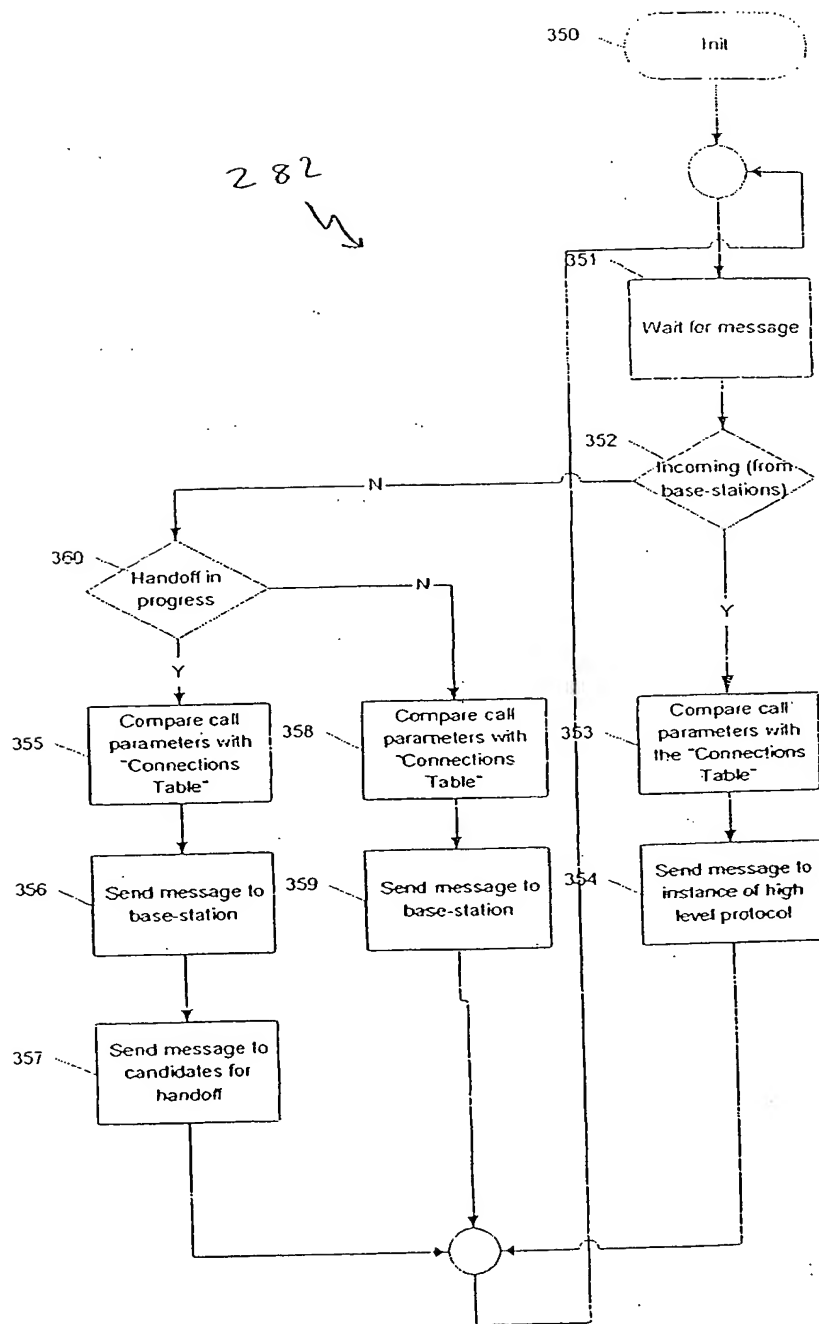 350
Init
282
351
Wait for message
352
Incoming (from
base-stations)
N
360
Handoff in
progress
N
Y
Y
355
Compare call
parameters with
"Connections
Table"
358
Compare call
parameters with
"Connections
Table"
353
Compare call
parameters with
the "Connections
Table"
356
Send message to
base-station
359
Send message to
base-station
354
Send message to
instance of high
level protocol
357
Send message to
candidates for
handoff